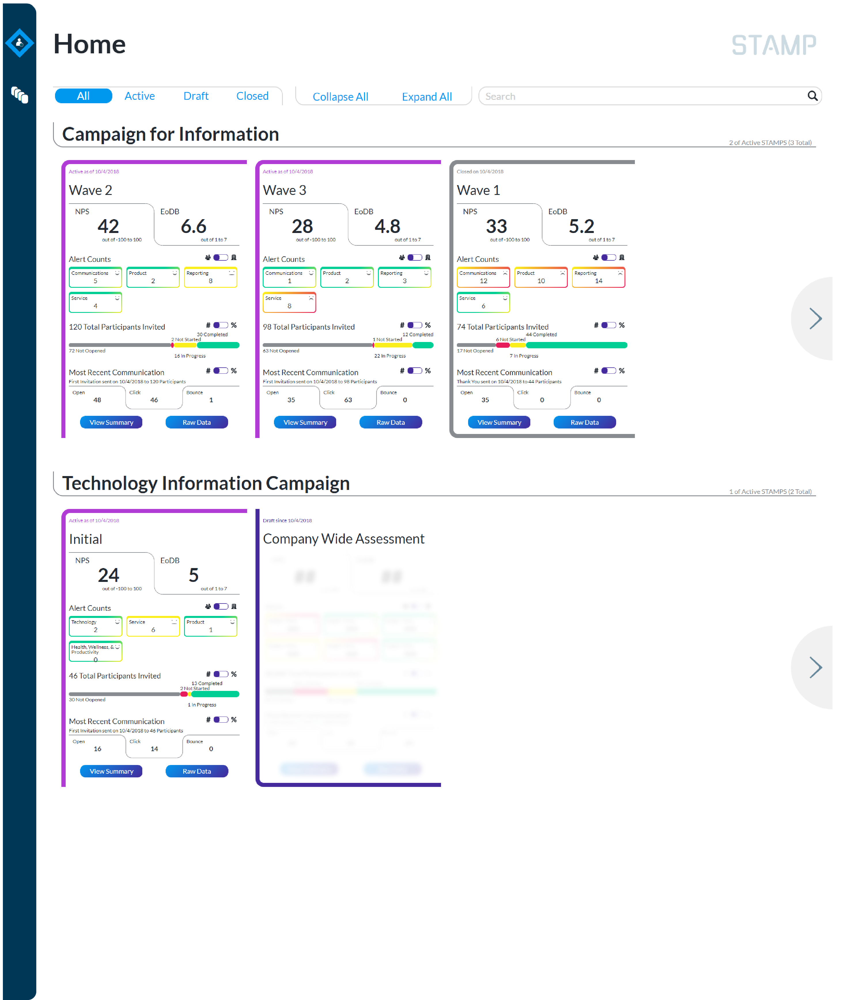 Home
STAMP
All Active Draft Closed Collapse All Expand All Search
Campaign for Information
2 of Active STAMPS (3 Total)
Active as of 10/4/2018
Wave 2
NPS EoDB
42 6.6
out of -100 to 100 out of 1 to 7
Alert Counts
Communications Product Reporting
5 2 8
Service
4
120 Total Participants Invited # %
30 Completed
2 Not Started
72 Not Oopened
16 In Progress
Most Recent Communication # %
First Invitation sent on 10/4/2018 to 120 Participants
Open Click Bounce
48 46 1
View Summary Raw Data
Active as of 10/4/2018
Wave 3
NPS EoDB
28 4.8
out of -100 to 100 out of 1 to 7
Alert Counts
Communications Product Reporting
1 2 3
Service
8
98 Total Participants Invited # %
12 Completed
1 Not Started
63 Not Oopened
22 In Progress
Most Recent Communication # %
First Invitation sent on 10/4/2018 to 98 Participants
Open Click Bounce
35 63 0
View Summary Raw Data
Closed on 10/4/2018
Wave 1
NPS EoDB
33 5.2
out of -100 to 100 out of 1 to 7
Alert Counts
Communications Product Reporting
12 10 14
Service
6
74 Total Participants Invited # %
44 Completed
6 Not Started
17 Not Oopened
7 In Progress
Most Recent Communication # %
Thank You sent on 10/4/2018 to 44 Participants
Open Click Bounce
35 0 0
View Summary Raw Data
Technology Information Campaign
1 of Active STAMPS (2 Total)
Active as of 10/4/2018
Initial
NPS EoDB
24 5
out of -100 to 100 out of 1 to 7
Alert Counts
Technology Service Product
2 6 1
Health, Wellness, &
Productivity
0
46 Total Participants Invited # %
13 Completed
2 Not Started
30 Not Oopened
1 In Progress
Most Recent Communication # %
First Invitation sent on 10/4/2018 to 46 Participants
Open Click Bounce
16 14 0
View Summary Raw Data
Draft since 10/4/2018
Company Wide Assessment
## ##